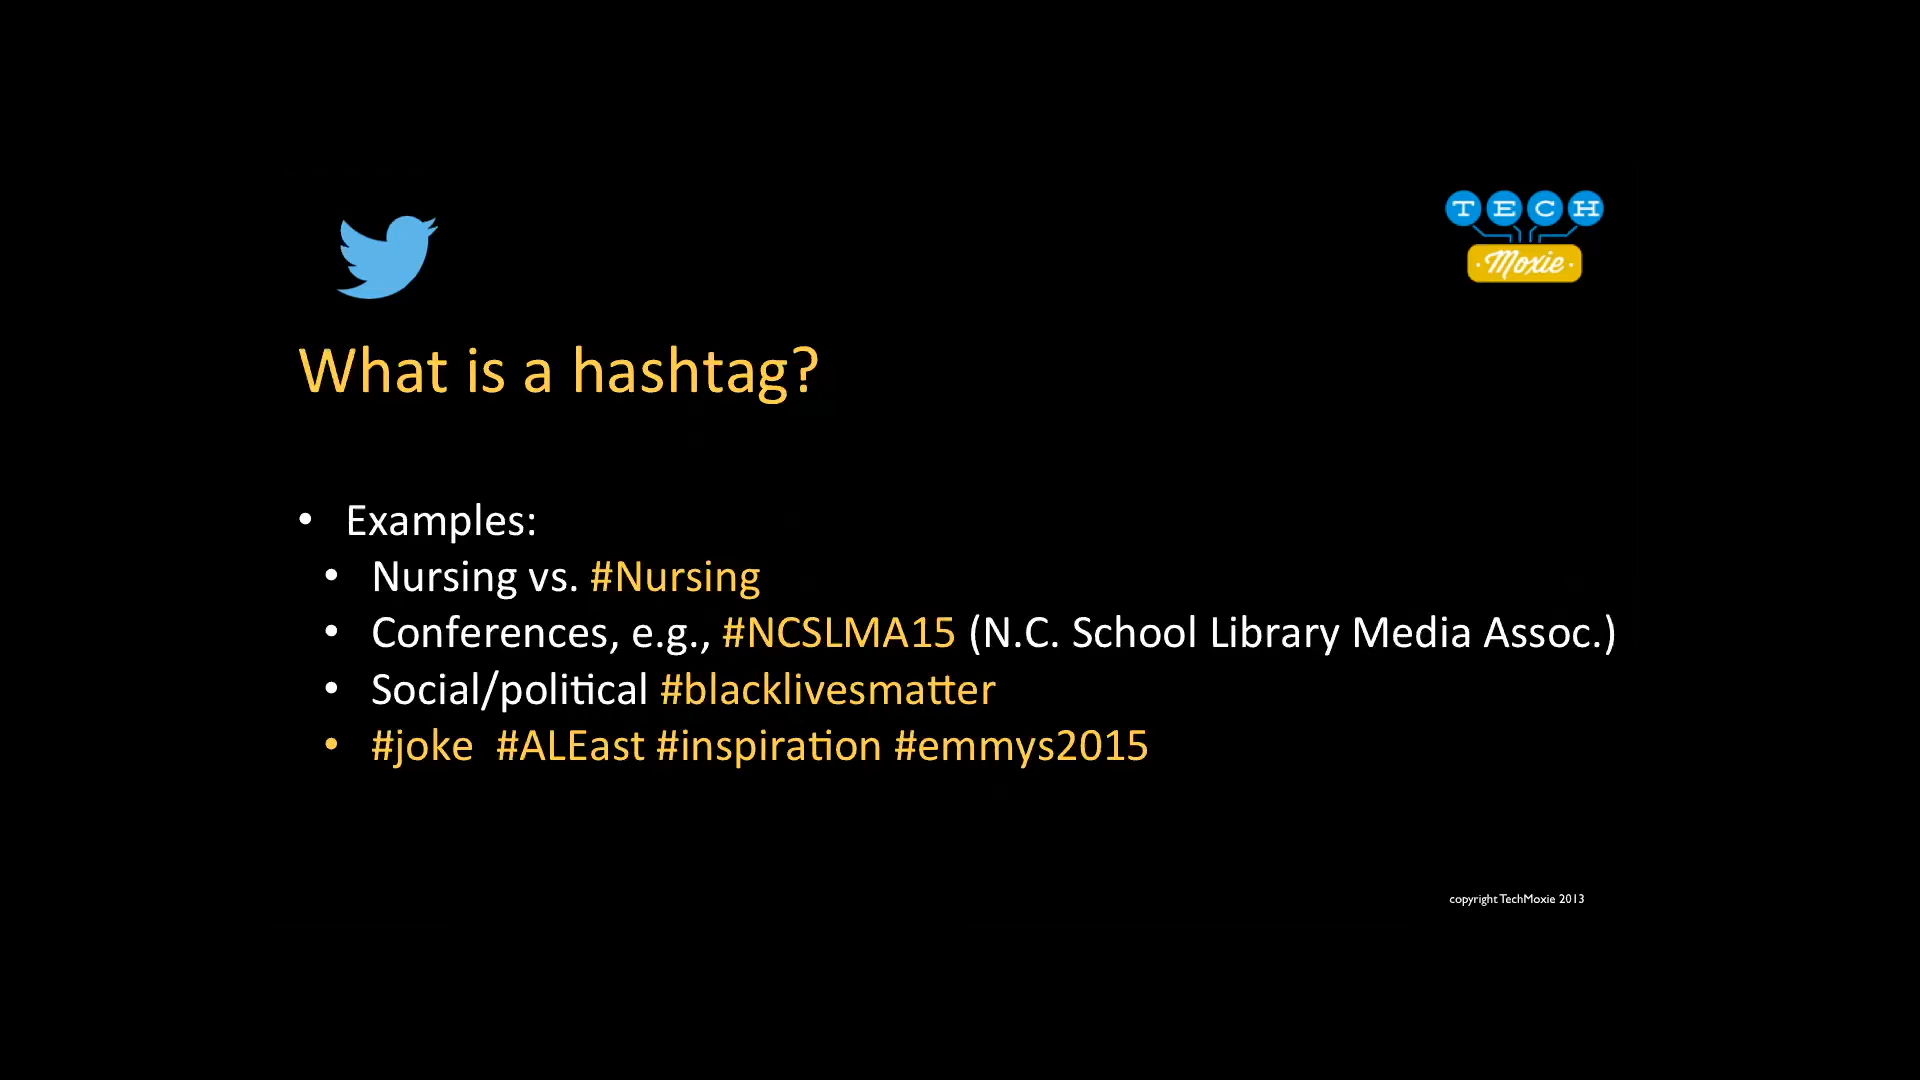 TECH
Moxie
What is a hashtag?
• Examples:
• Nursing vs. #Nursing
• Conferences, e.g., #NCSLMA15 (N.C. School Library Media Assoc.)
• Social/political #blacklivesmatter
• #joke  #ALEast #inspiration #emmys2015
copyright TechMoxie 2013